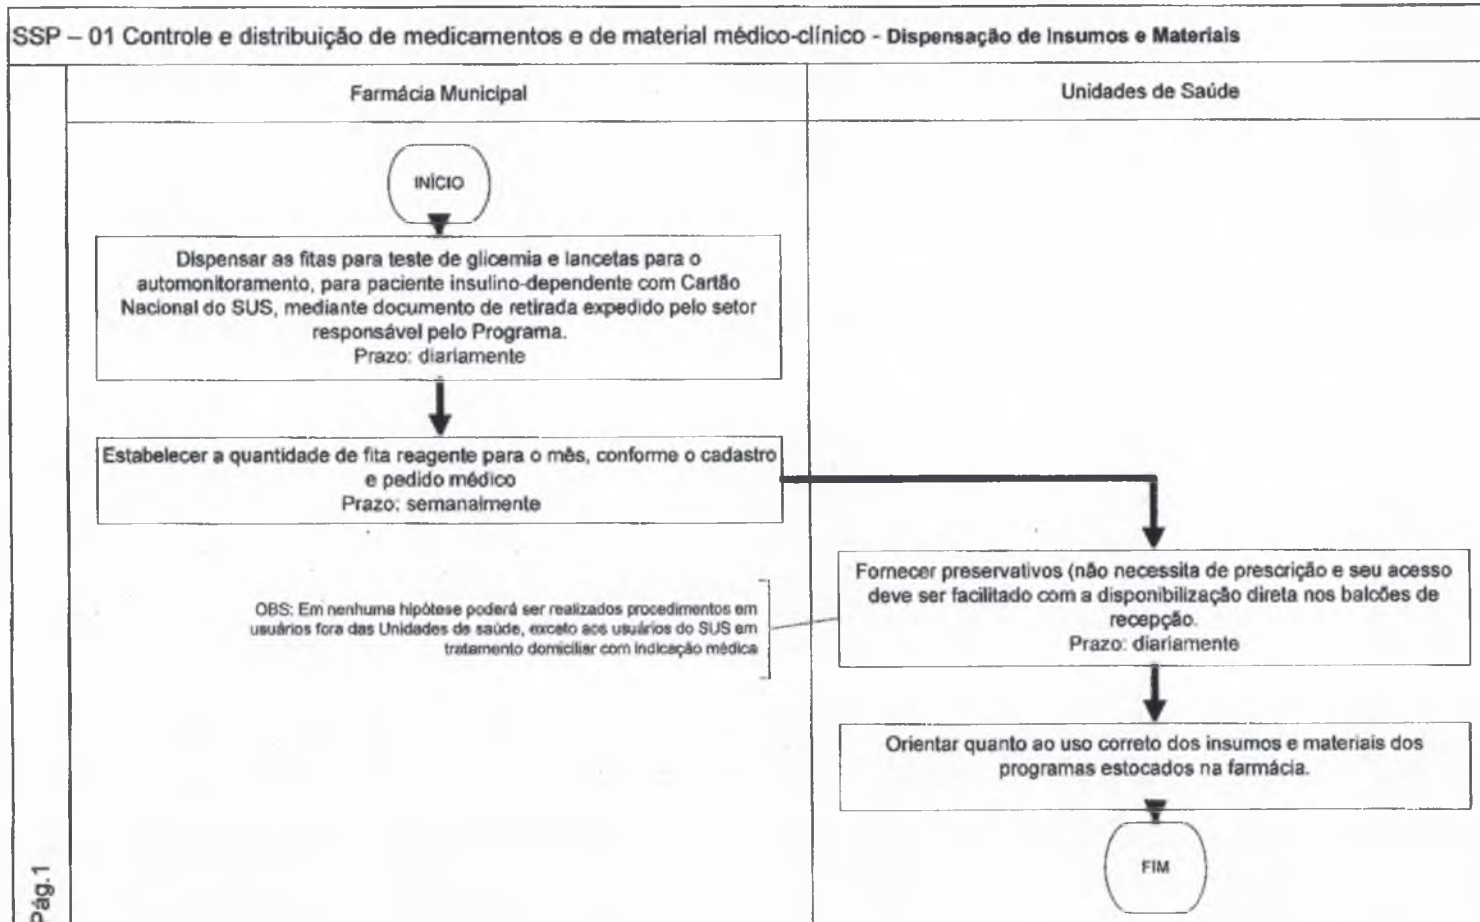 SSP – 01 Controle e distribuição de medicamentos e de material médico-clínico - Dispensação de Insumos e Materiais
Farmácia Municipal
Unidades de Saúde
INÍCIO
Dispensar as fitas para teste de glicemia e lancetas para o
automonitoramento, para paciente insulino-dependente com Cartão
Nacional do SUS, mediante documento de retirada expedido pelo setor
responsável pelo Programa.
Prazo: diariamente
Estabelecer a quantidade de fita reagente para o mês, conforme o cadastro
e pedido médico
Prazo: semanalmente
Fornecer preservativos (não necessita de prescrição e seu acesso
deve ser facilitado com a disponibilização direta nos balcões de
recepção.
Prazo: diariamente
OBS: Em nenhuma hipótese poderá ser realizados procedimentos em
usuários fora das Unidades de saúde, exceto aos usuários do SUS em
tratamento domiciliar com indicação médica
Orientar quanto ao uso correto dos insumos e materiais dos
programas estocados na farmácia.
FIM
Pág.1